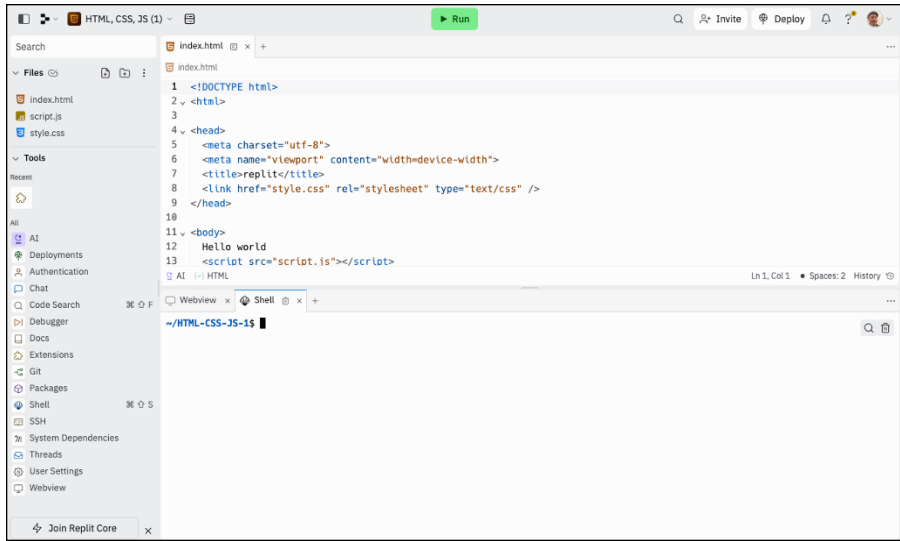 HTML, CSS, JS (1)
Run
Invite
Deploy
Search
Files
index.html
script.js
style.css
Tools
Recent
All
AI
Deployments
Authentication
Chat
Code Search ⌘ ⇧ F
Debugger
Docs
Extensions
Git
Packages
Shell ⌘ ⇧ S
SSH
System Dependencies
Threads
User Settings
Webview
Join Replit Core
index.html
index.html
1 <!DOCTYPE html>
2 <html>
3
4 <head>
5 <meta charset="utf-8">
6 <meta name="viewport" content="width=device-width">
7 <title>replit</title>
8 <link href="style.css" rel="stylesheet" type="text/css" />
9 </head>
10
11 <body>
12 Hello world
13 <script src="script.js"></script>
AI HTML
Ln 1, Col 1 • Spaces: 2 History
Webview Shell
~/HTML-CSS-JS-1$